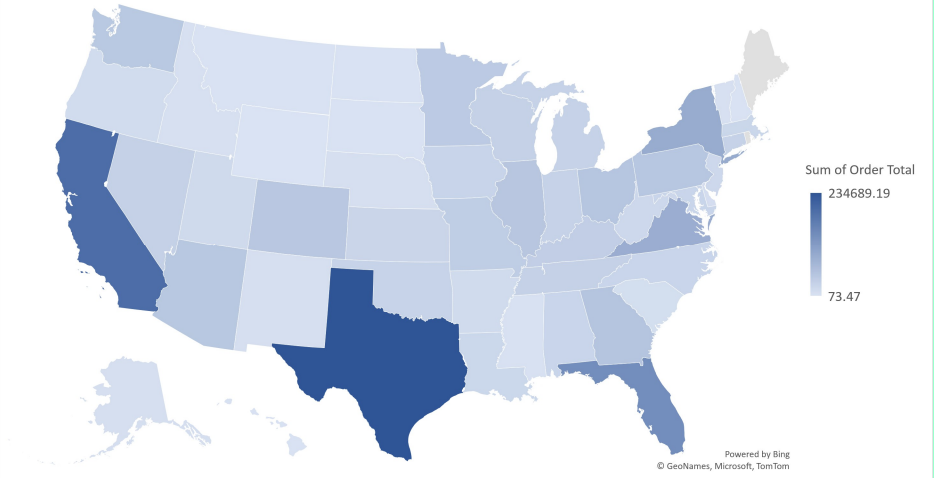 Sum of Order Total
234689.19
73.47
Powered by Bing
© GeoNames, Microsoft, TomTom